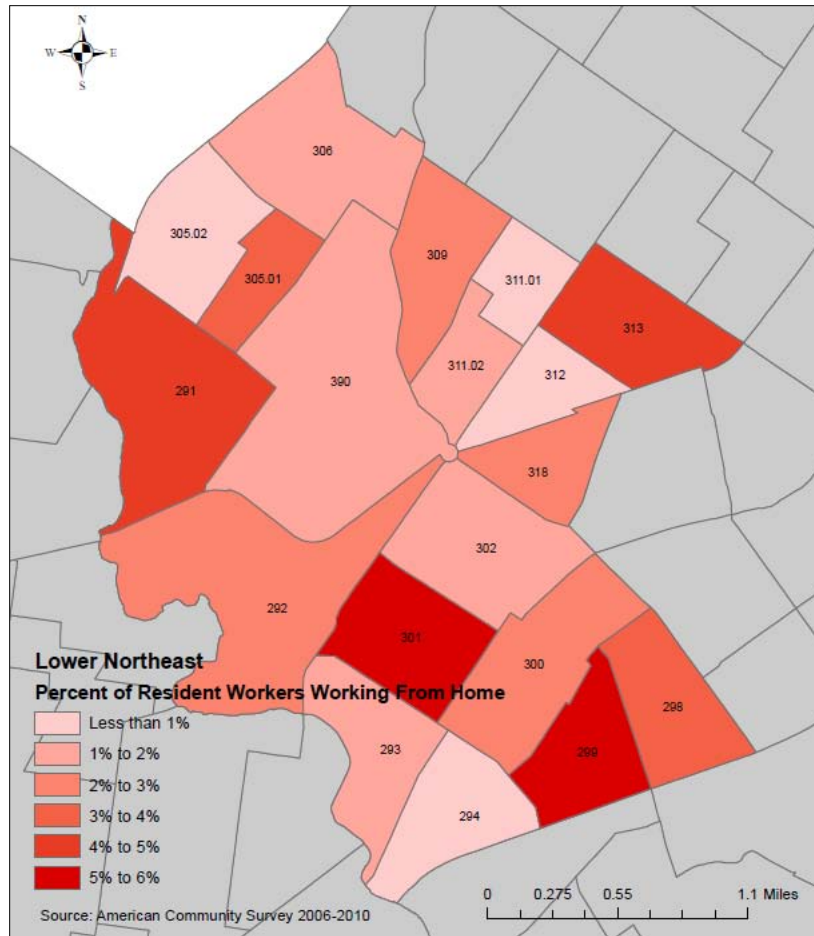 N
W E
S
306
305.02
305.01
309
311.01
313
311.02
312
390
291
318
302
292
301
300
298
299
293
294
Lower Northeast
Percent of Resident Workers Working From Home
Less than 1%
1% to 2%
2% to 3%
3% to 4%
4% to 5%
5% to 6%
Source: American Community Survey 2006-2010
0 0.275 0.55 1.1 Miles